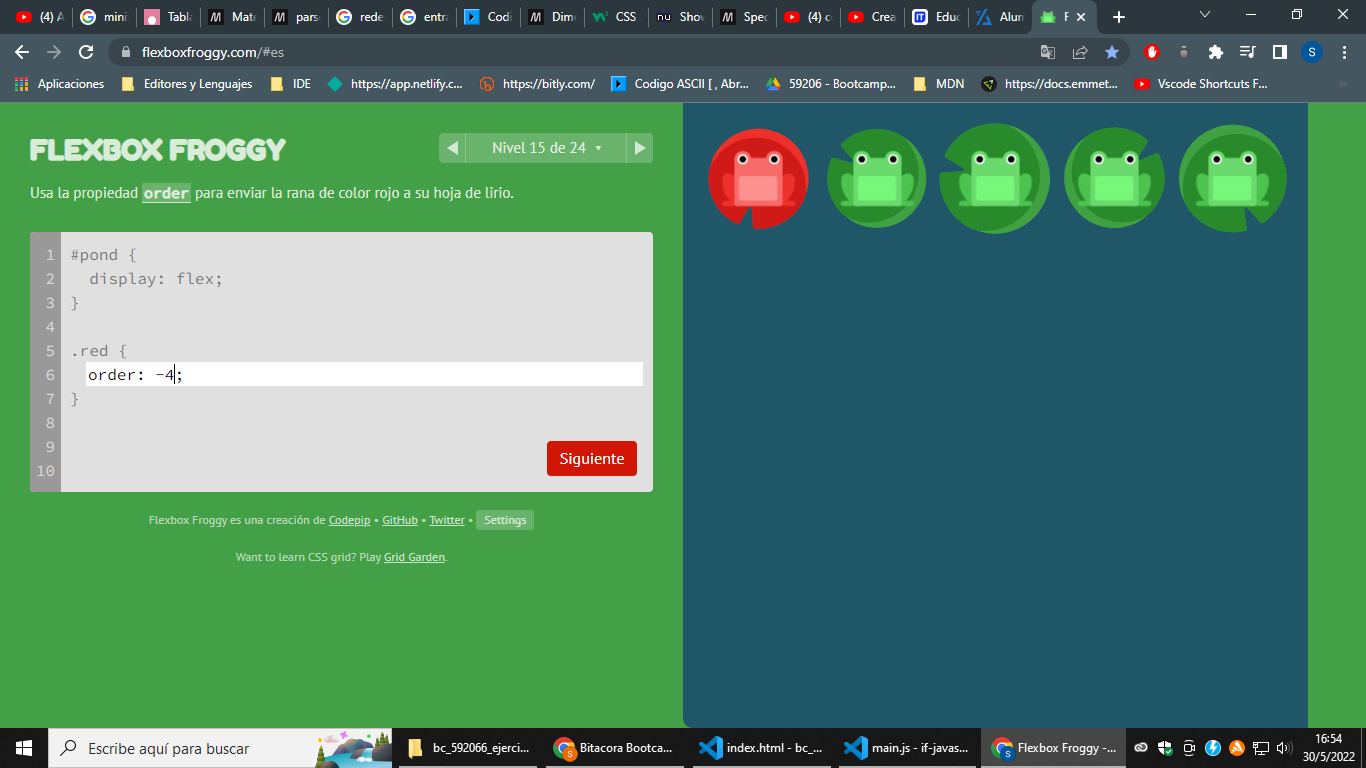 (4) A
mini
Tabla
Mate
pars
rede
entra
Codi
Dim
CSS
Show
Spec
(4) c
Crea
Educ
Alun
F
flexboxfroggy.com/#es
S
Aplicaciones
Editores y Lenguajes
IDE
https://app.netlify.c...
https://bitly.com/
Codigo ASCII [ , Abr...
59206 - Bootcamp...
MDN
https://docs.emmet...
Vscode Shortcuts F...
FLEXBOX FROGGY
Nivel 15 de 24
Usa la propiedad order para enviar la rana de color rojo a su hoja de lirio.
1 #pond {
2 display: flex;
3 }
4
5 .red {
6 order: -4;
7 }
8
9
10
Siguiente
Flexbox Froggy es una creación de Codepip • GitHub • Twitter • Settings
Want to learn CSS grid? Play Grid Garden.
Escribe aquí para buscar
bc_592066_ejerci...
Bitacora Bootca...
index.html - bc_...
main.js - if-javas...
Flexbox Froggy -...
16:54
30/5/2022